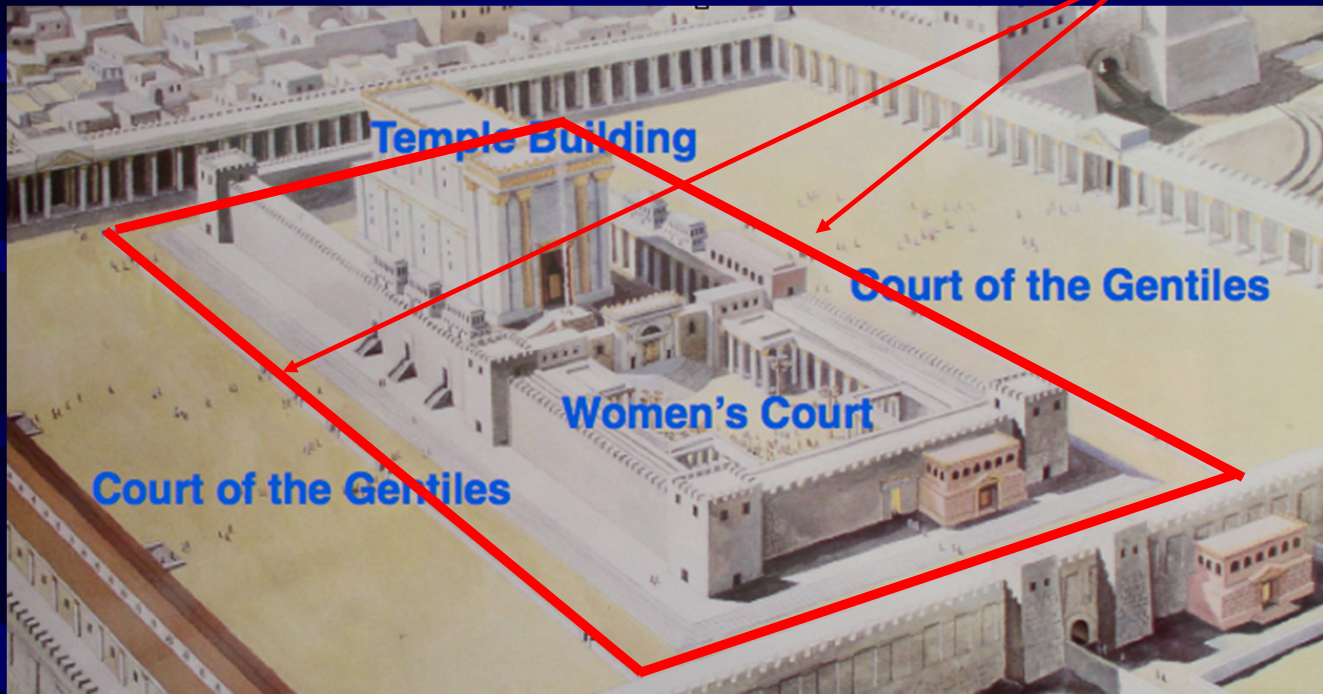 Temple Building
Court of the Gentiles
Women’s Court
Court of the Gentiles